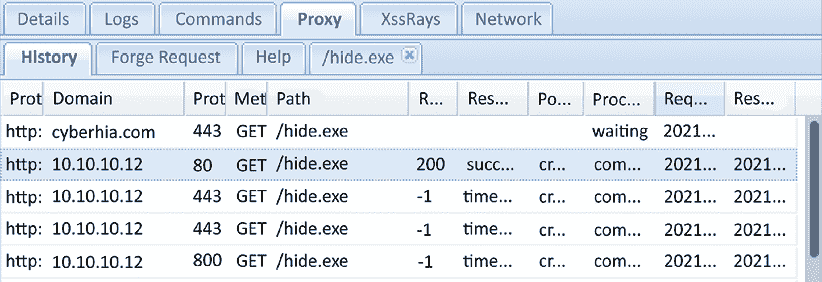 Details Logs Commands Proxy XssRays Network
History Forge Request Help /hide.exe
Prot Domain Prot Met Path R... Res... Po... Proc... Req... Res...
http: cyberhia.com 443 GET /hide.exe waiting 2021...
http: 10.10.10.12 80 GET /hide.exe 200 succ... cr... com... 2021... 2021...
http: 10.10.10.12 443 GET /hide.exe -1 time... cr... com... 2021... 2021...
http: 10.10.10.12 443 GET /hide.exe -1 time... cr... com... 2021... 2021...
http: 10.10.10.12 800 GET /hide.exe -1 time... cr... com... 2021... 2021...